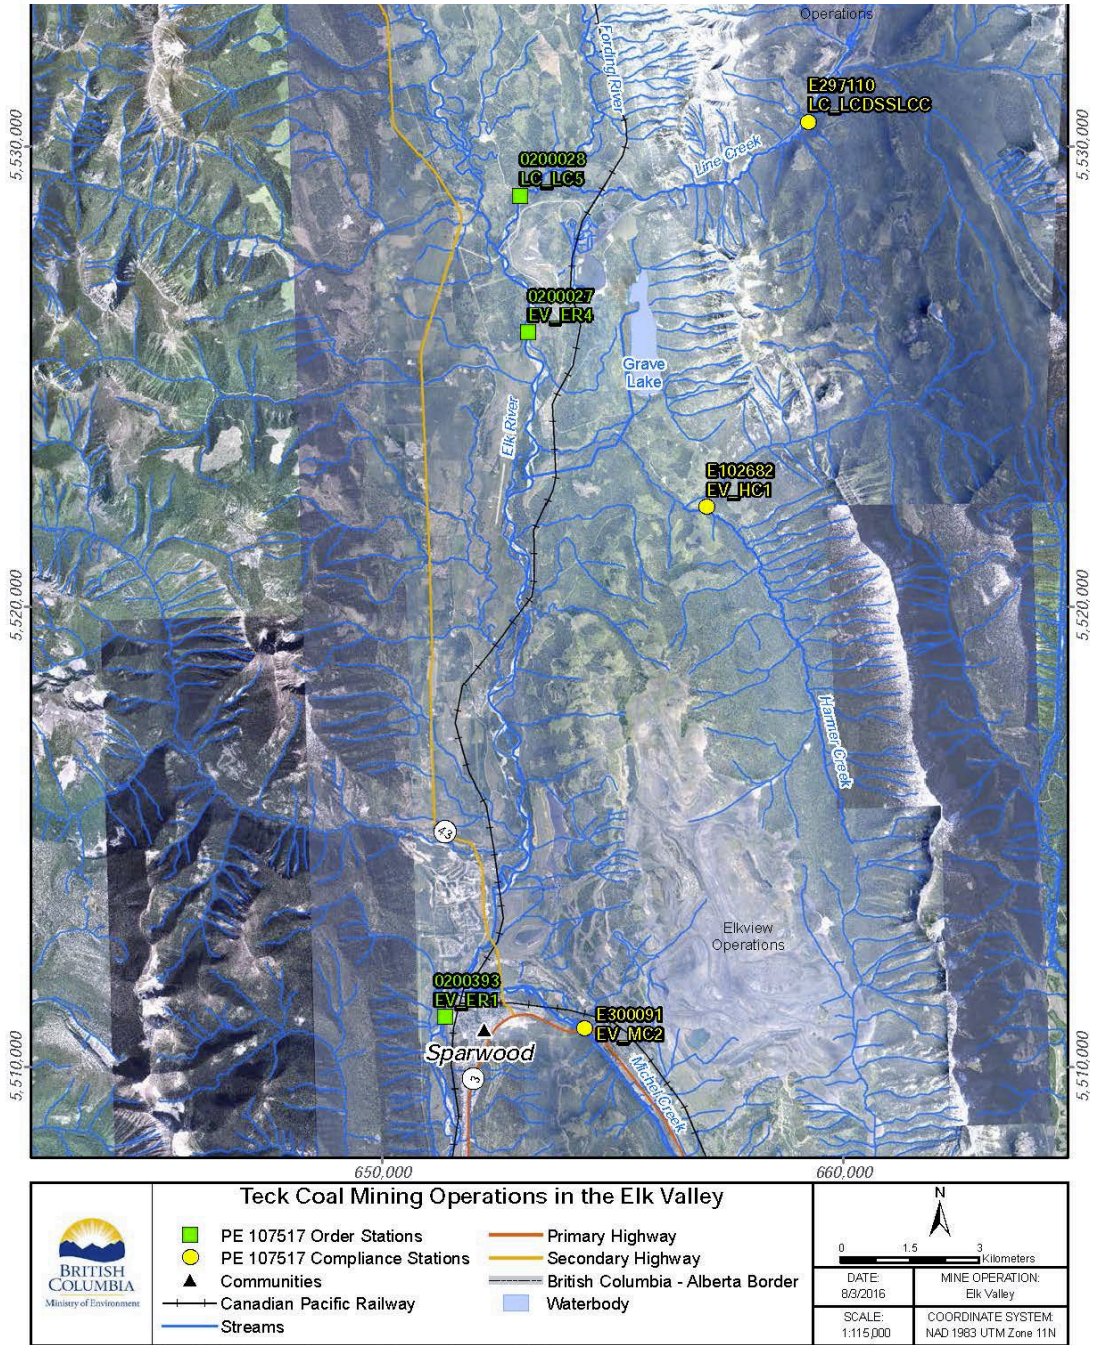 Operations
Fording River
E297110
LC_LCDSSLCC
5,530,000
5,530,000
0200028
LC_LC5
Line Creek
0200027
EV_ER4
Grave
Lake
Elk River
E102682
EV_HC1
5,520,000
5,520,000
Harmer Creek
43
Elkview
Operations
0200393
EV_ER1
E300091
EV_MC2
Sparwood
3
Michel Creek
5,510,000
5,510,000
650,000
660,000
Teck Coal Mining Operations in the Elk Valley
PE 107517 Order Stations
PE 107517 Compliance Stations
Communities
Canadian Pacific Railway
Streams
Primary Highway
Secondary Highway
British Columbia - Alberta Border
Waterbody
BRITISH
COLUMBIA
Ministry of Environment
N
0 1.5 3
Kilometers
DATE:
8/3/2016
MINE OPERATION:
Elk Valley
SCALE:
1:115,000
COORDINATE SYSTEM:
NAD 1983 UTM Zone 11N